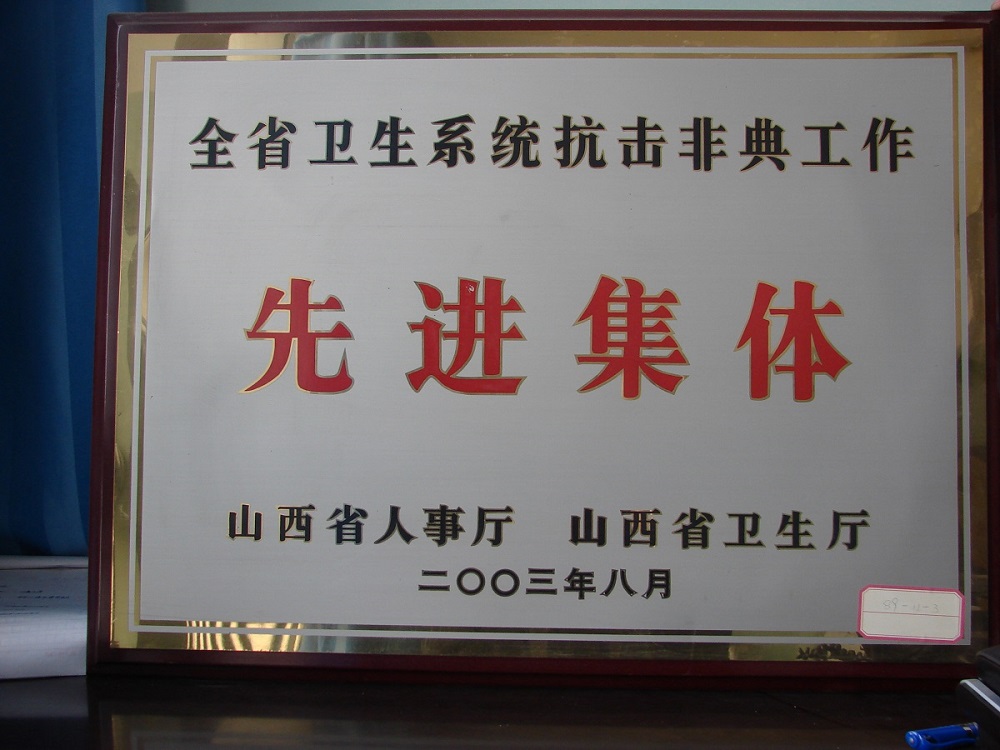 全省卫生系统抗击非典工作
先进集体
山西省人事厅 山西省卫生厅
二〇〇三年八月